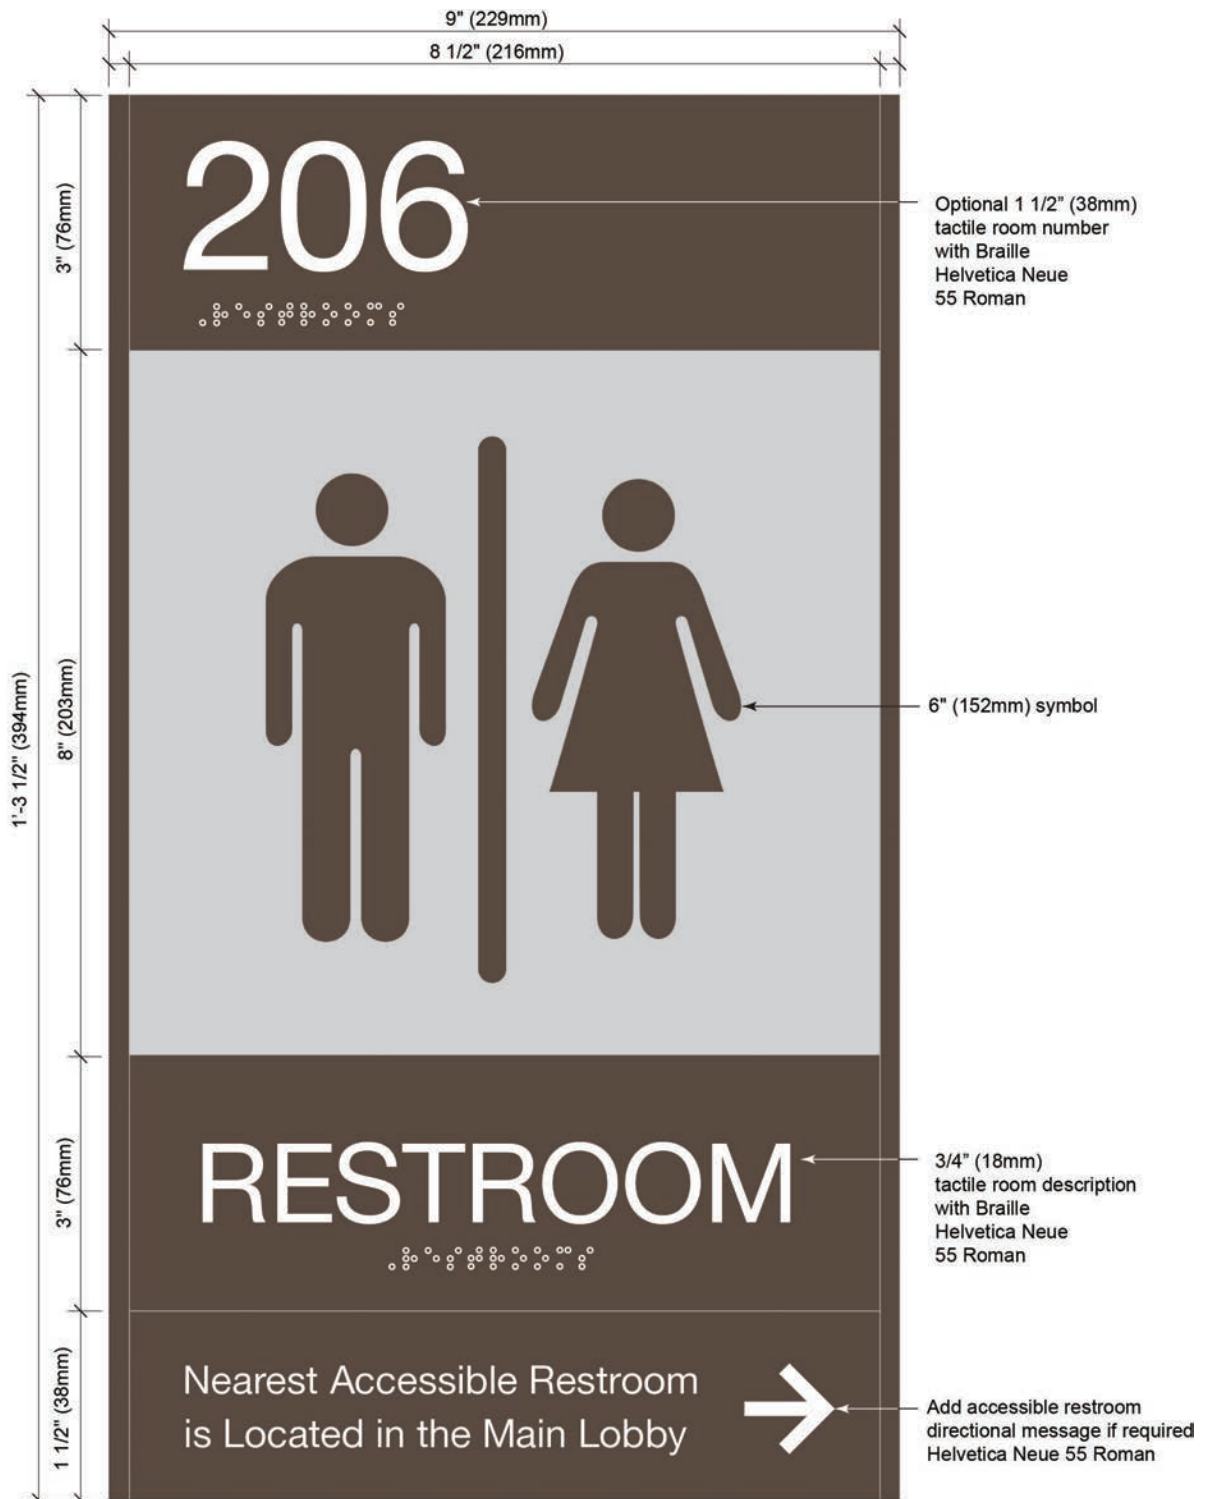 9" (229mm)
8 1/2" (216mm)
1'-3 1/2" (394mm)
3" (76mm)
206
Optional 1 1/2” (38mm)
tactile room number
with Braille
Helvetica Neue
55 Roman
8" (203mm)
6" (152mm) symbol
3" (76mm)
RESTROOM
3/4” (18mm)
tactile room description
with Braille
Helvetica Neue
55 Roman
1 1/2" (38mm)
Nearest Accessible Restroom
is Located in the Main Lobby
Add accessible restroom
directional message if required
Helvetica Neue 55 Roman